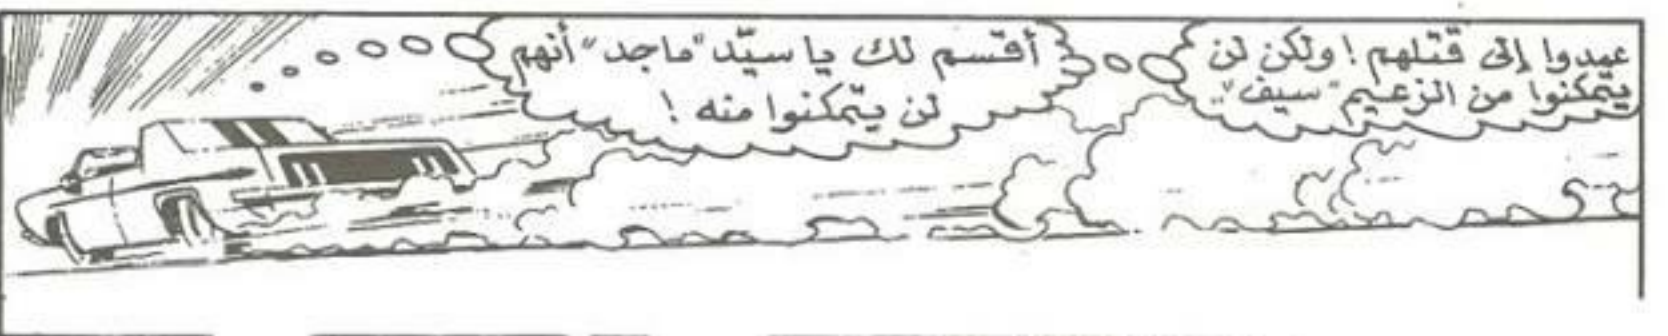 عمدوا إلى قتلهم! ولكن لن
يتمكنوا من الزعيم "سيف"..
أقسم لك يا سيّد "ماجد" أنهم
لن يتمكنوا منه!